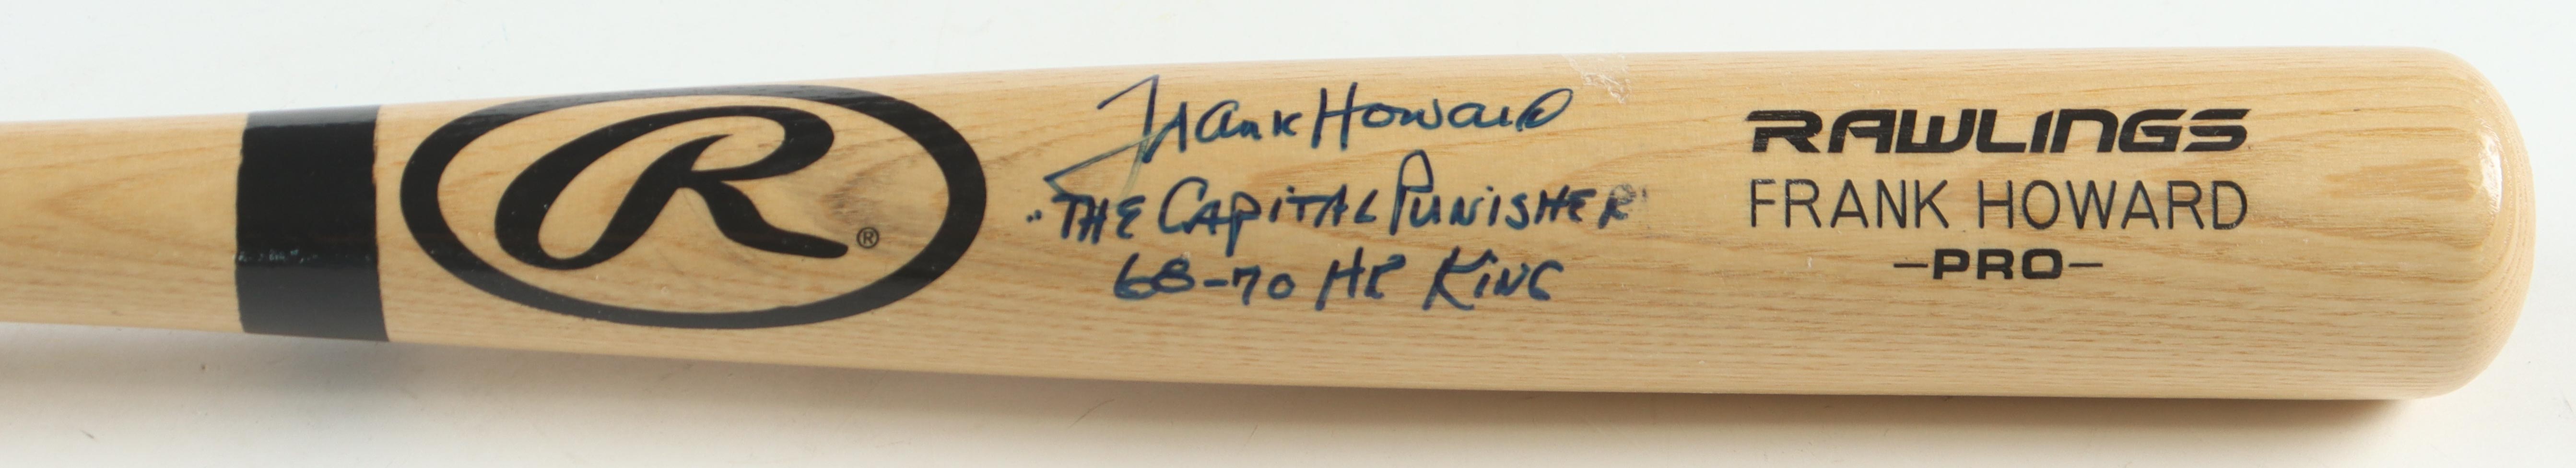 R
®
Frank Howard
"THE CAPITAL PUNISHER"
68-70 HR KING
RAWLINGS
FRANK HOWARD
-PRO-